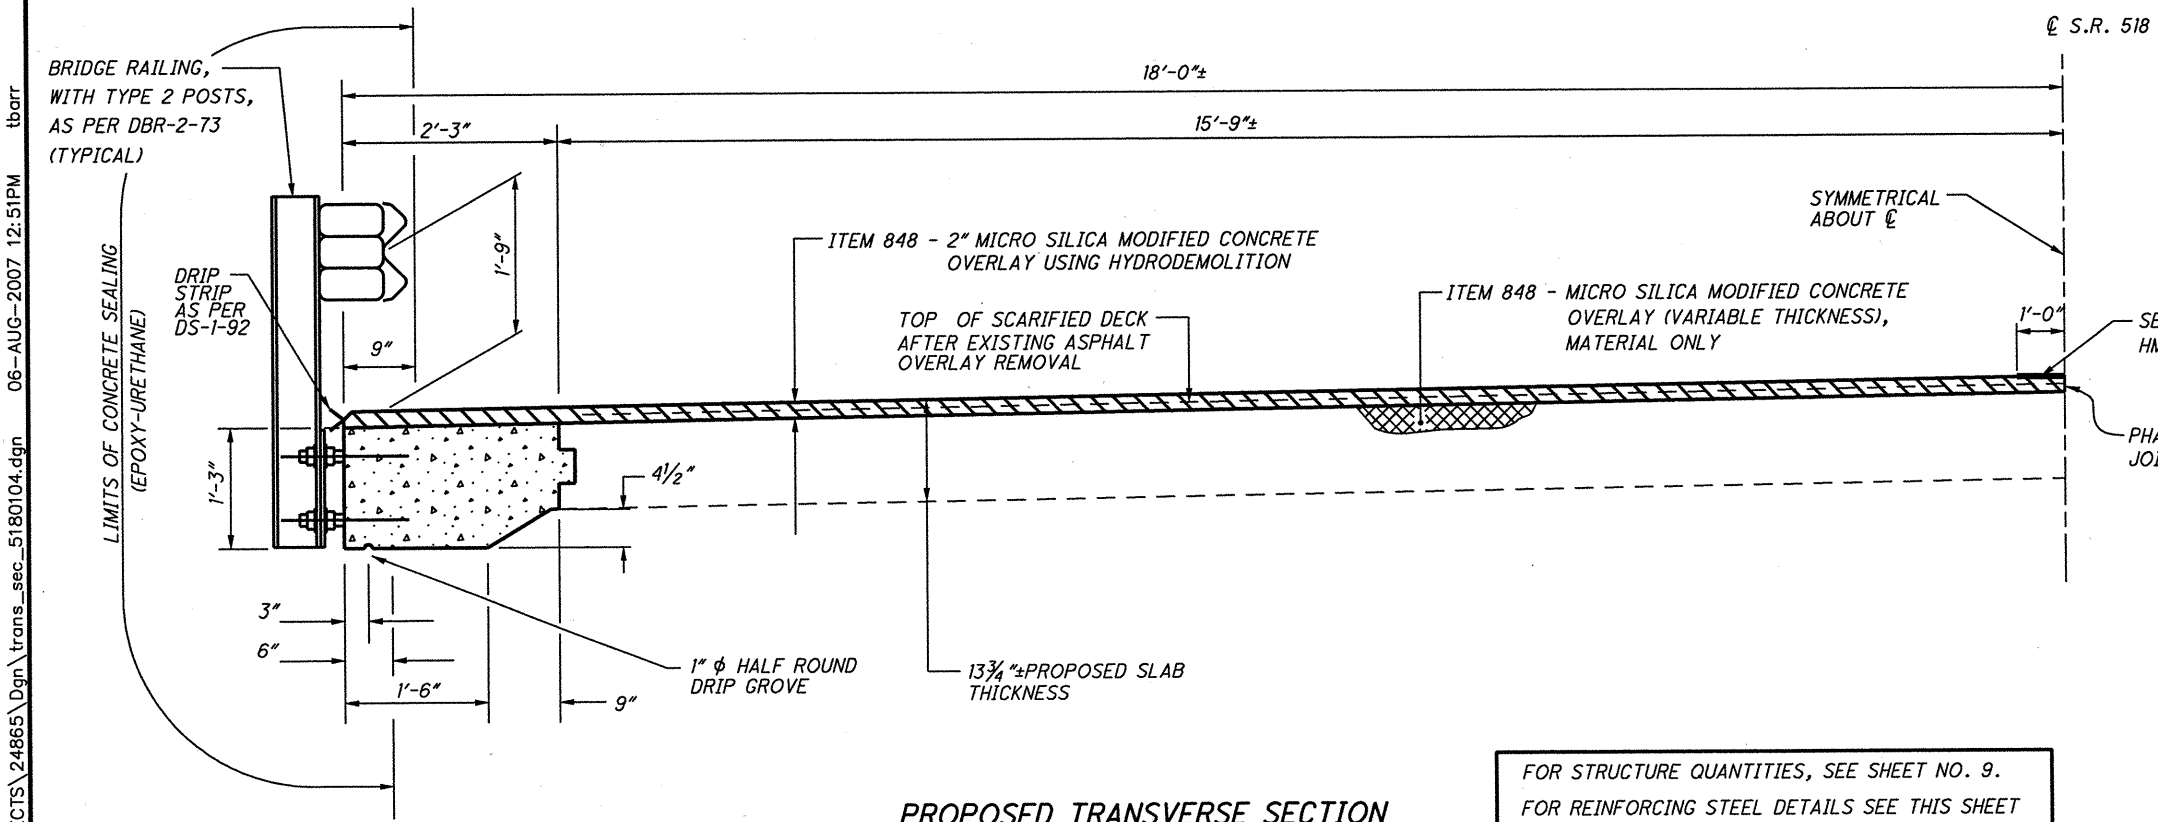 ℄ S.R. 518
BRIDGE RAILING,
WITH TYPE 2 POSTS,
AS PER DBR-2-73
(TYPICAL)
18'-0"±
2'-3"
15'-9"±
SYMMETRICAL
ABOUT ℄
1'-9"
ITEM 848 - 2" MICRO SILICA MODIFIED CONCRETE
OVERLAY USING HYDRODEMOLITION
DRIP
STRIP
AS PER
DS-1-92
LIMITS OF CONCRETE SEALING
(EPOXY-URETHANE)
9"
TOP OF SCARIFIED DECK
AFTER EXISTING ASPHALT
OVERLAY REMOVAL
ITEM 848 - MICRO SILICA MODIFIED CONCRETE
OVERLAY (VARIABLE THICKNESS),
MATERIAL ONLY
1'-0"
SE
HM
PHA
JOI
1'-3"
4½"
3"
6"
1'-6"
9"
1" ϕ HALF ROUND
DRIP GROVE
13¾"±PROPOSED SLAB
THICKNESS
PROPOSED TRANSVERSE SECTION
FOR STRUCTURE QUANTITIES, SEE SHEET NO. 9.
FOR REINFORCING STEEL DETAILS SEE THIS SHEET
ECTS\24865\Dgn\trans_sec_5180104.dgn 06-AUG-2007 12:51PM tbarr